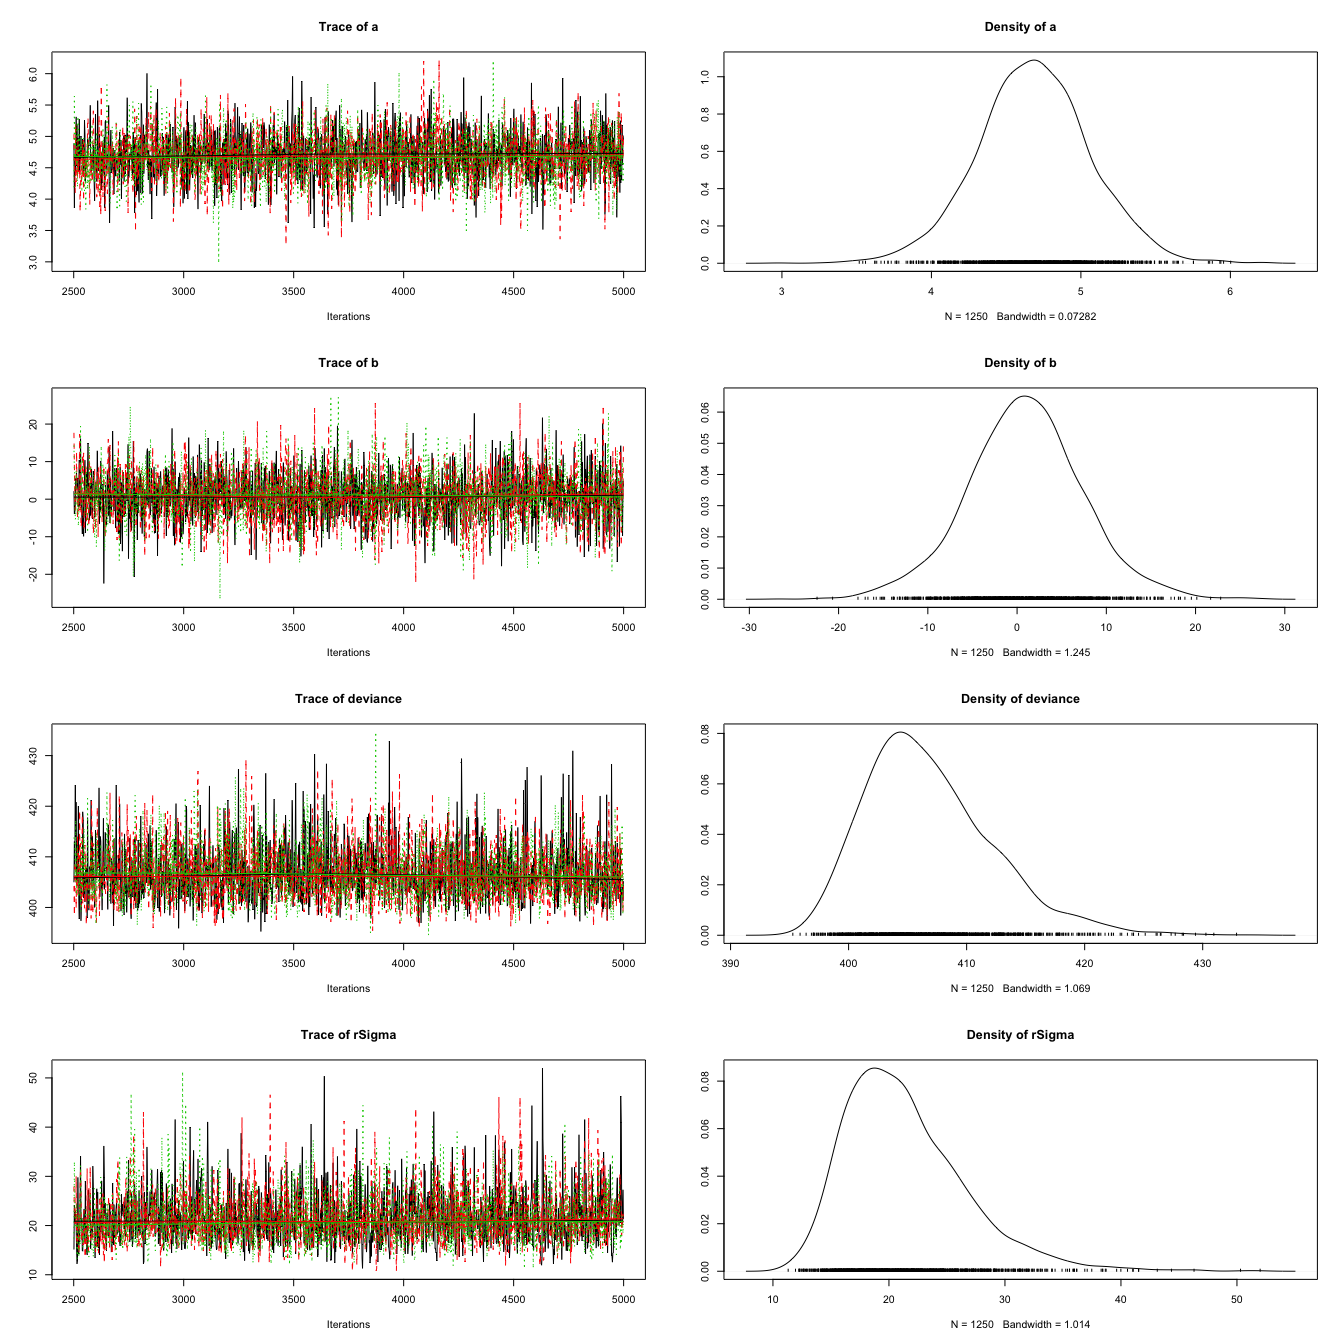 Trace of a
Density of a
6.0
5.5
5.0
4.5
4.0
3.5
3.0
2500 3000 3500 4000 4500 5000
Iterations
1.0
0.8
0.6
0.4
0.2
0.0
3 4 5 6
N = 1250 Bandwidth = 0.07282
Trace of b
Density of b
20
10
0
-10
-20
2500 3000 3500 4000 4500 5000
Iterations
0.06
0.05
0.04
0.03
0.02
0.01
0.00
-30 -20 -10 0 10 20 30
N = 1250 Bandwidth = 1.245
Trace of deviance
Density of deviance
430
420
410
400
2500 3000 3500 4000 4500 5000
Iterations
0.08
0.06
0.04
0.02
0.00
390 400 410 420 430
N = 1250 Bandwidth = 1.069
Trace of rSigma
Density of rSigma
50
40
30
20
10
2500 3000 3500 4000 4500 5000
Iterations
0.08
0.06
0.04
0.02
0.00
10 20 30 40 50
N = 1250 Bandwidth = 1.014